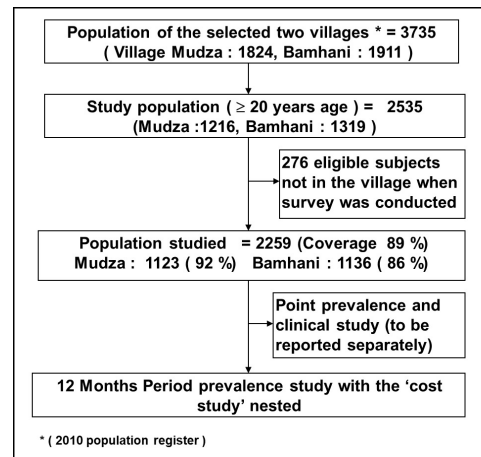 Population of the selected two villages * = 3735
( Village Mudza : 1824, Bamhani : 1911 )
Study population ( ≥ 20 years age ) = 2535
(Mudza :1216, Bamhani : 1319 )
276 eligible subjects
not in the village when
survey was conducted
Population studied = 2259 (Coverage 89 %)
Mudza : 1123 ( 92 %) Bamhani : 1136 ( 86 %)
Point prevalence and
clinical study (to be
reported separately)
12 Months Period prevalence study with the ‘cost
study’ nested
* ( 2010 population register )